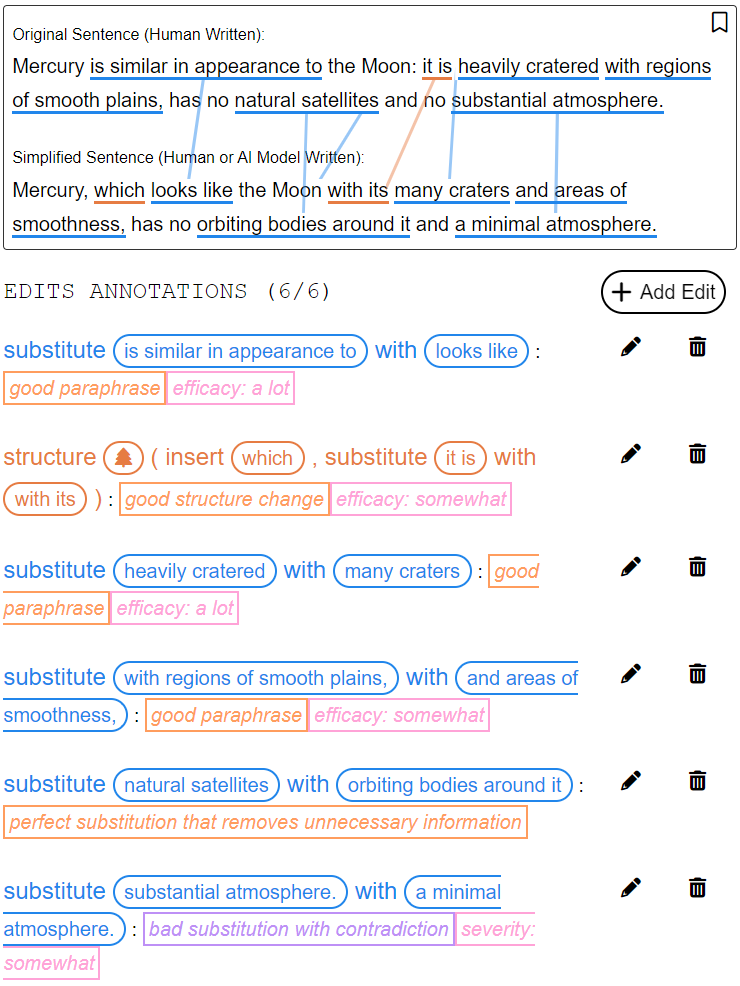 Original Sentence (Human Written):
Mercury is similar in appearance to the Moon: it is heavily cratered with regions
of smooth plains, has no natural satellites and no substantial atmosphere.
Simplified Sentence (Human or AI Model Written):
Mercury, which looks like the Moon with its many craters and areas of
smoothness, has no orbiting bodies around it and a minimal atmosphere.
EDITS ANNOTATIONS (6/6)
Add Edit
substitute is similar in appearance to with looks like :
good paraphrase efficacy: a lot
structure ( insert which , substitute it is with
with its ) : good structure change efficacy: somewhat
substitute heavily cratered with many craters : good
paraphrase efficacy: a lot
substitute with regions of smooth plains, with and areas of
smoothness, : good paraphrase efficacy: somewhat
substitute natural satellites with orbiting bodies around it :
perfect substitution that removes unnecessary information
substitute substantial atmosphere. with a minimal
atmosphere. : bad substitution with contradiction severity:
somewhat